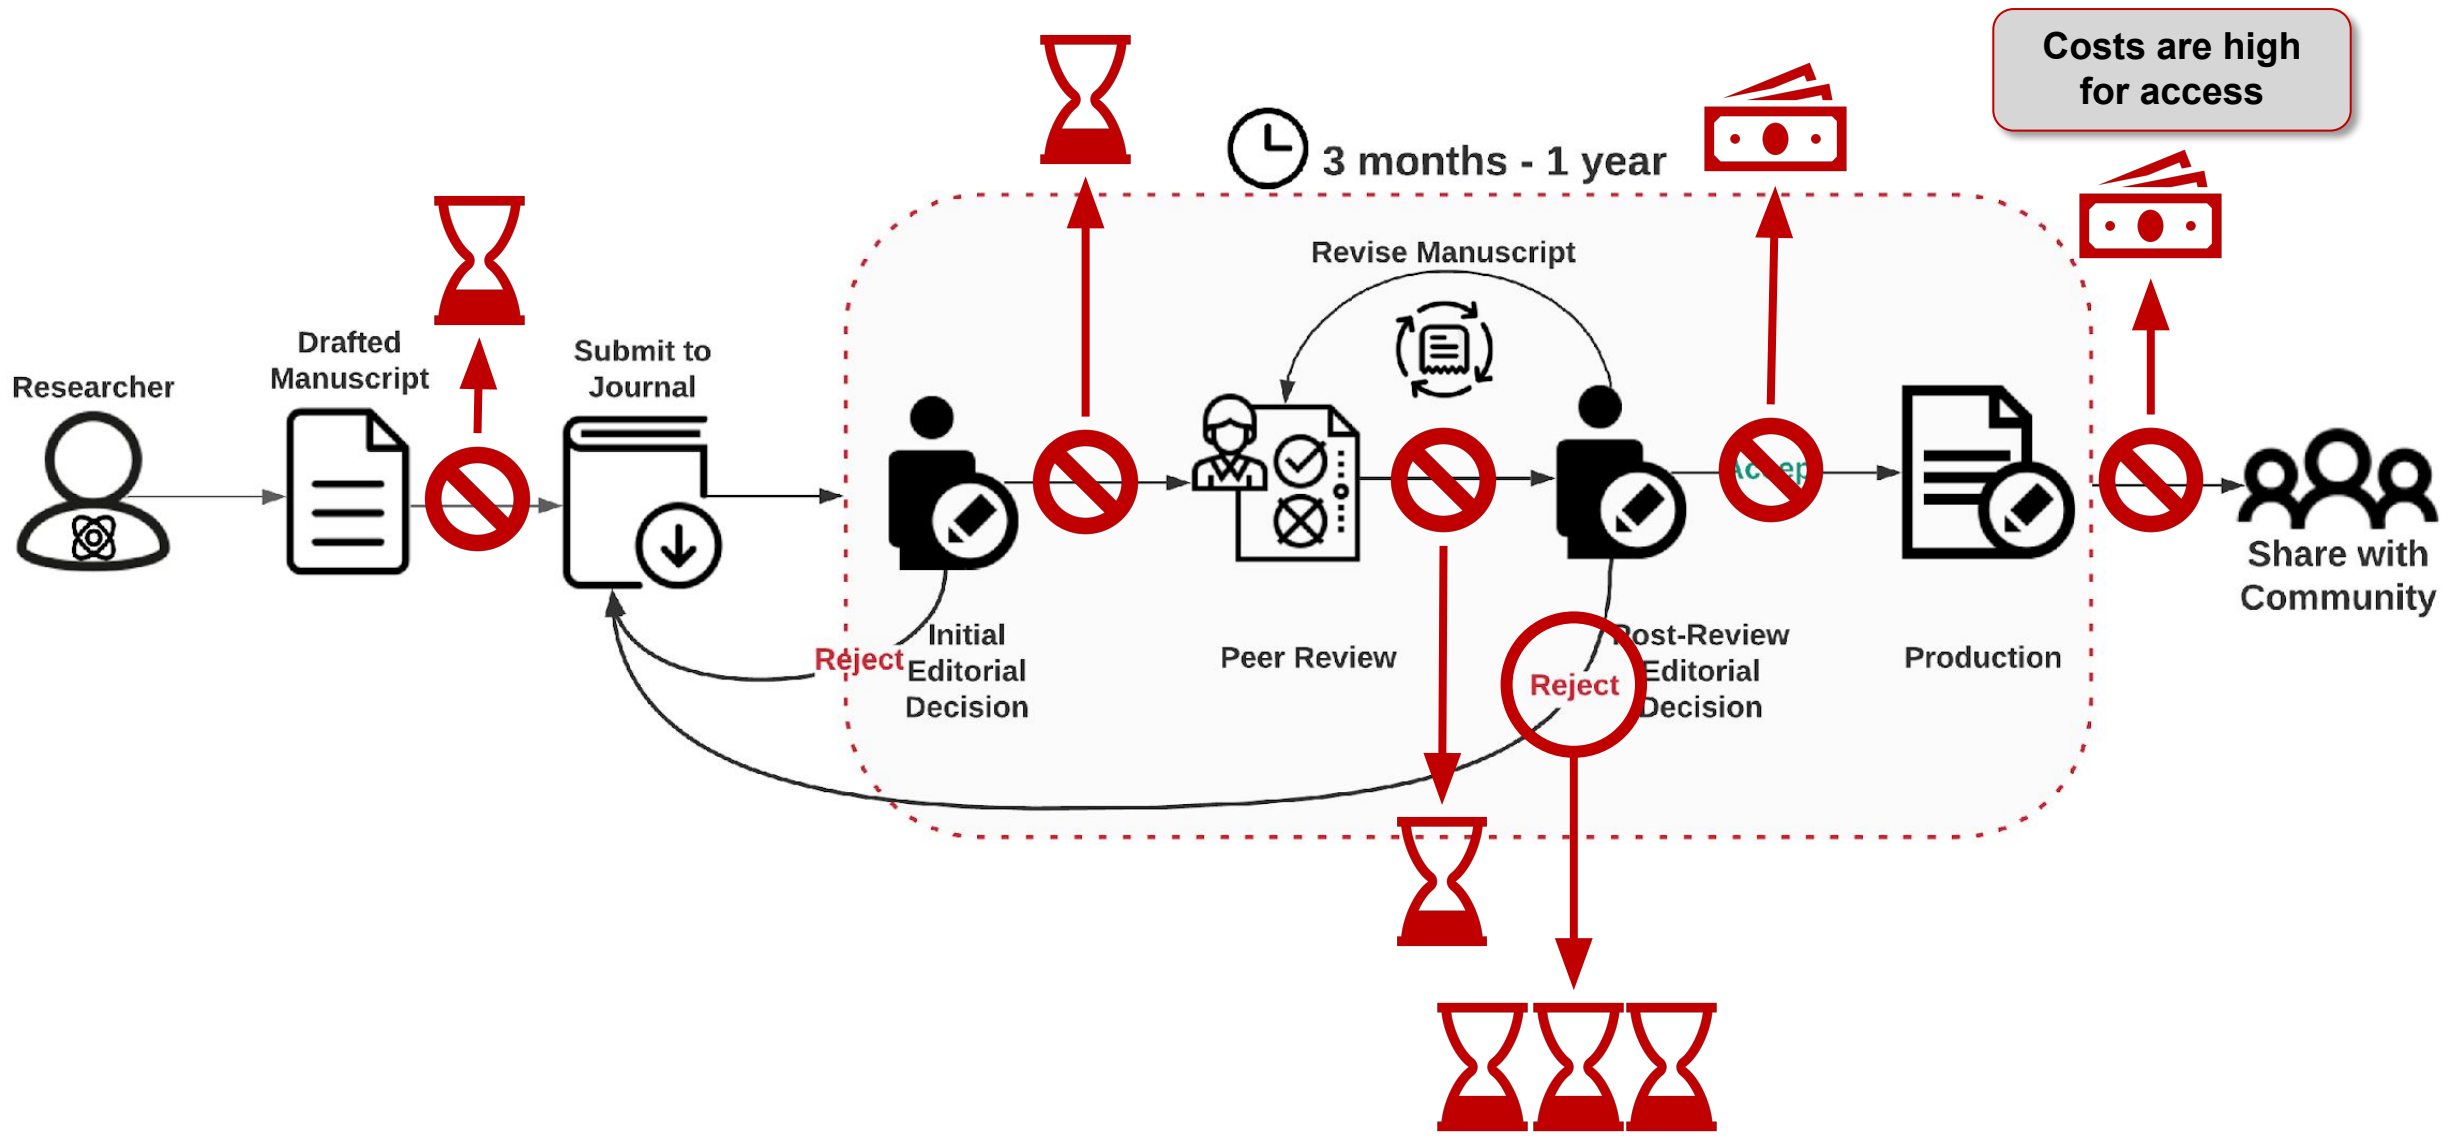 Costs are high
for access
3 months - 1 year
Revise Manuscript
Researcher
Drafted
Manuscript
Submit to
Journal
Accep
Share with
Community
Reject
Initial
Editorial
Decision
Peer Review
Reject
Post-Review
Editorial
Decision
Production